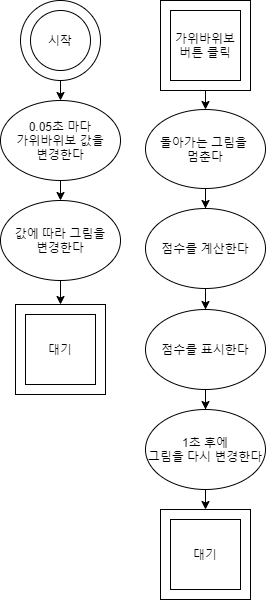 시작
0.05초 마다
가위바위보 값을
변경한다
값에 따라 그림을
변경한다
대기
가위바위보
버튼 클릭
돌아가는 그림을
멈춘다
점수를 계산한다
점수를 표시한다
1초 후에
그림을 다시 변경한다
대기